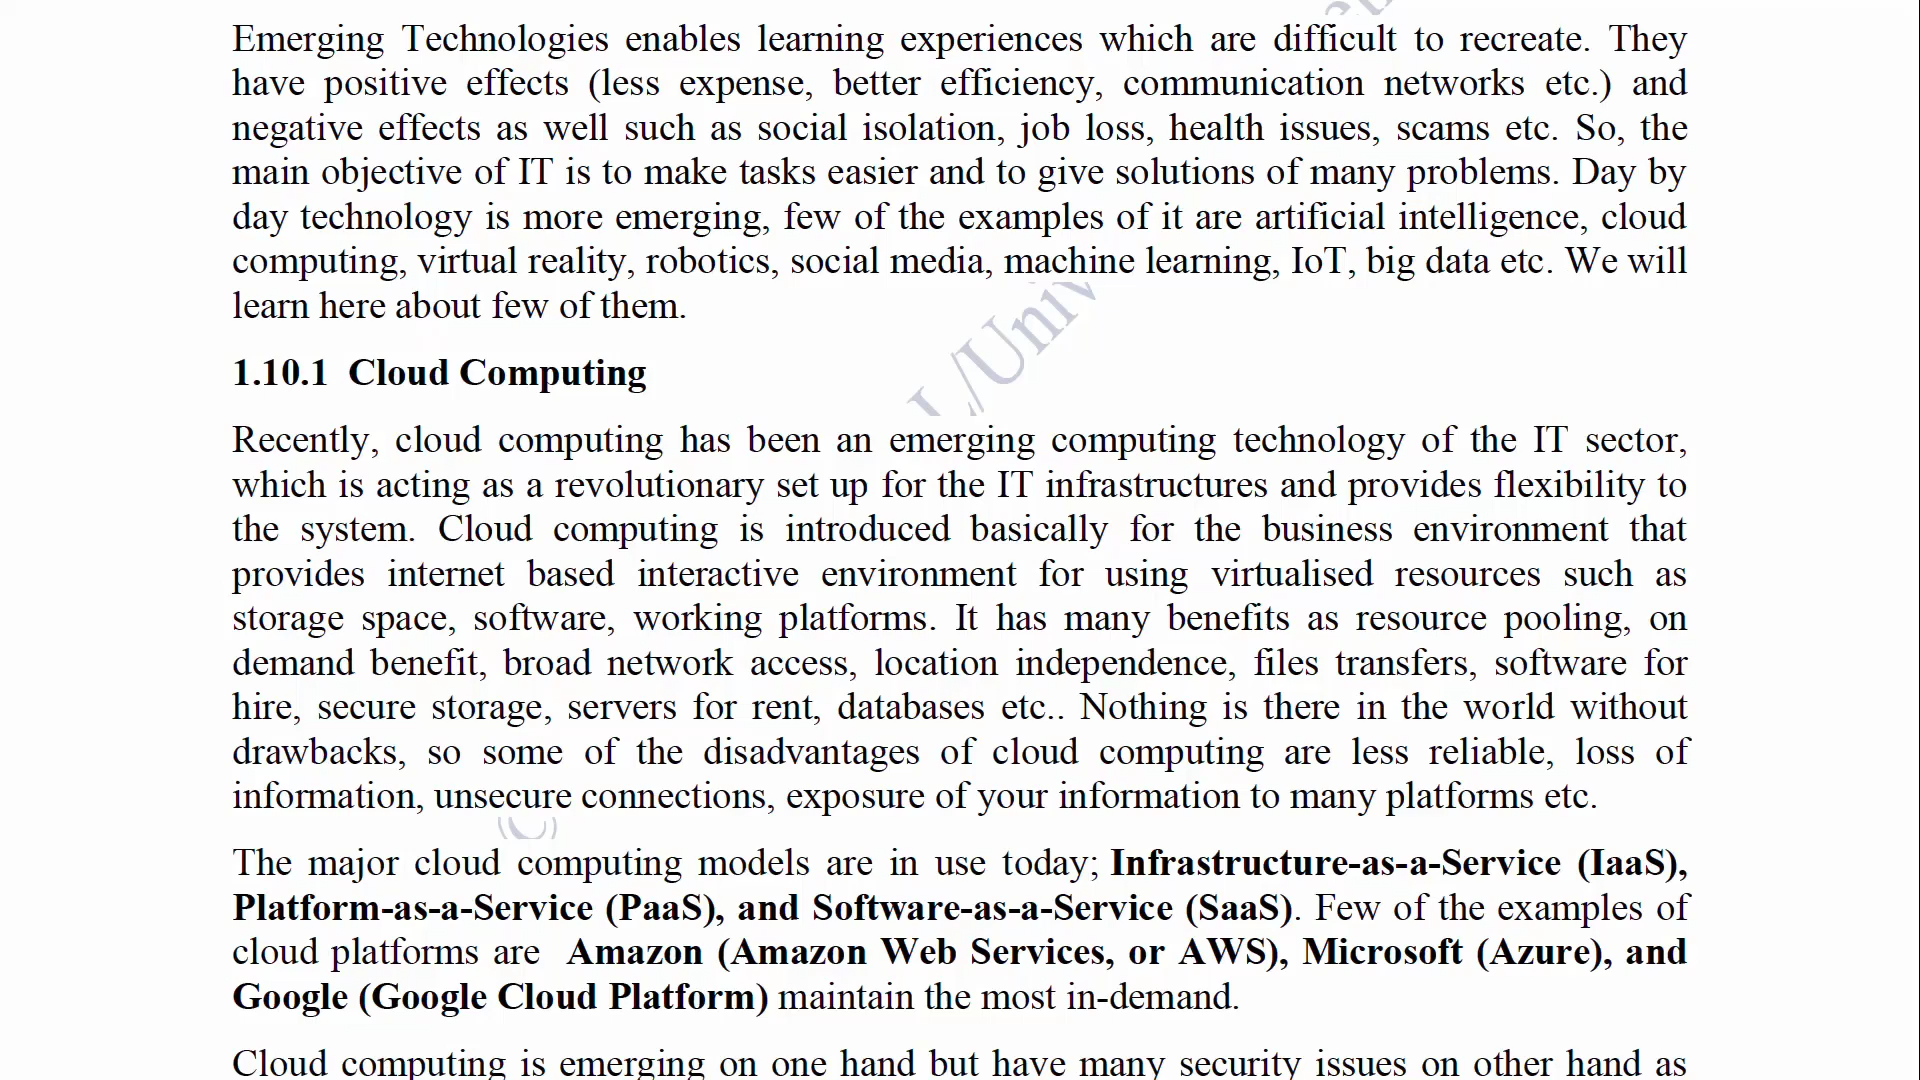 Emerging Technologies enables learning experiences which are difficult to recreate. They
have positive effects (less expense, better efficiency, communication networks etc.) and
negative effects as well such as social isolation, job loss, health issues, scams etc. So, the
main objective of IT is to make tasks easier and to give solutions of many problems. Day by
day technology is more emerging, few of the examples of it are artificial intelligence, cloud
computing, virtual reality, robotics, social media, machine learning, IoT, big data etc. We will
learn here about few of them.
1.10.1 Cloud Computing
Recently, cloud computing has been an emerging computing technology of the IT sector,
which is acting as a revolutionary set up for the IT infrastructures and provides flexibility to
the system. Cloud computing is introduced basically for the business environment that
provides internet based interactive environment for using virtualised resources such as
storage space, software, working platforms. It has many benefits as resource pooling, on
demand benefit, broad network access, location independence, files transfers, software for
hire, secure storage, servers for rent, databases etc.. Nothing is there in the world without
drawbacks, so some of the disadvantages of cloud computing are less reliable, loss of
information, unsecure connections, exposure of your information to many platforms etc.
The major cloud computing models are in use today; Infrastructure-as-a-Service (IaaS),
Platform-as-a-Service (PaaS), and Software-as-a-Service (SaaS). Few of the examples of
cloud platforms are Amazon (Amazon Web Services, or AWS), Microsoft (Azure), and
Google (Google Cloud Platform) maintain the most in-demand.
Cloud computing is emerging on one hand but have many security issues on other hand as